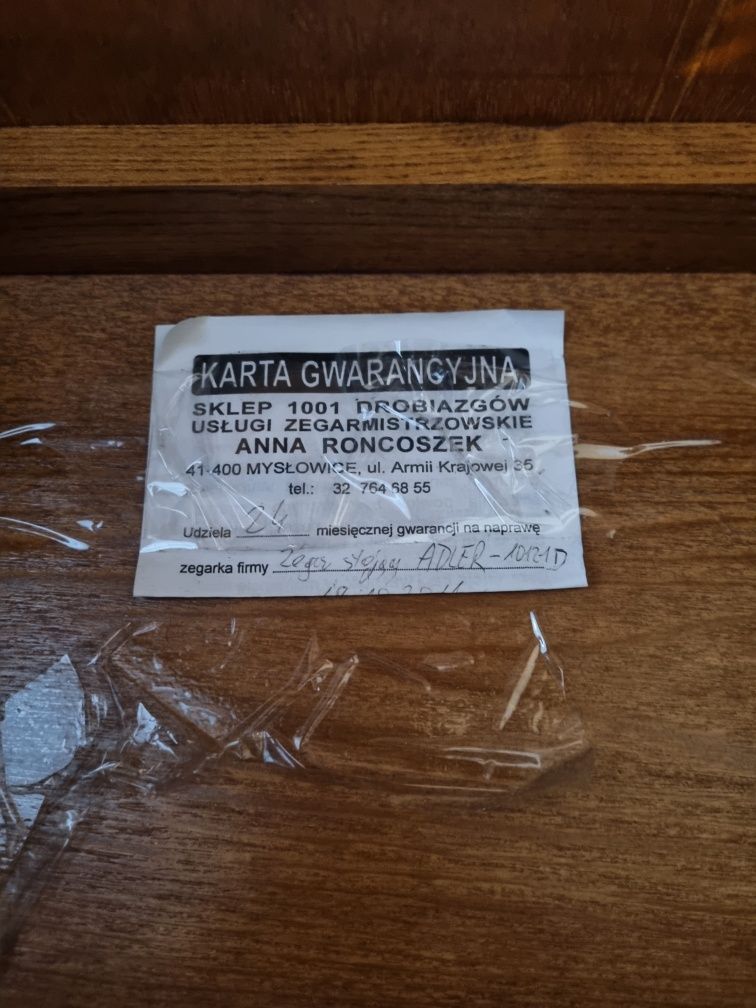 KARTA GWARANCYJNA
SKLEP 1001 DROBIAZGÓW
USŁUGI ZEGARMISTRZOWSKIE
ANNA RONCOSZEK
41-400 MYSŁOWICE, ul. Armii Krajowej 35
tel.: 32 764 68 55
Udziela 24 miesięcznej gwarancji na naprawę
zegarka firmy Zegar stojący ADLER-10121D